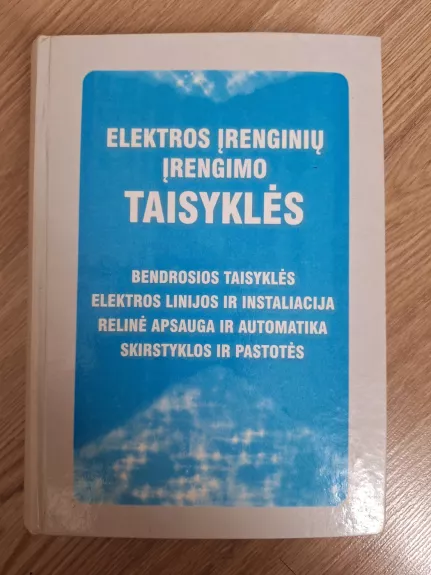 ELEKTROS ĮRENGINIŲ
ĮRENGIMO
TAISYKLĖS
BENDROSIOS TAISYKLĖS
ELEKTROS LINIJOS IR INSTALIACIJA
RELINĖ APSAUGA IR AUTOMATIKA
SKIRSTYKLOS IR PASTOTĖS